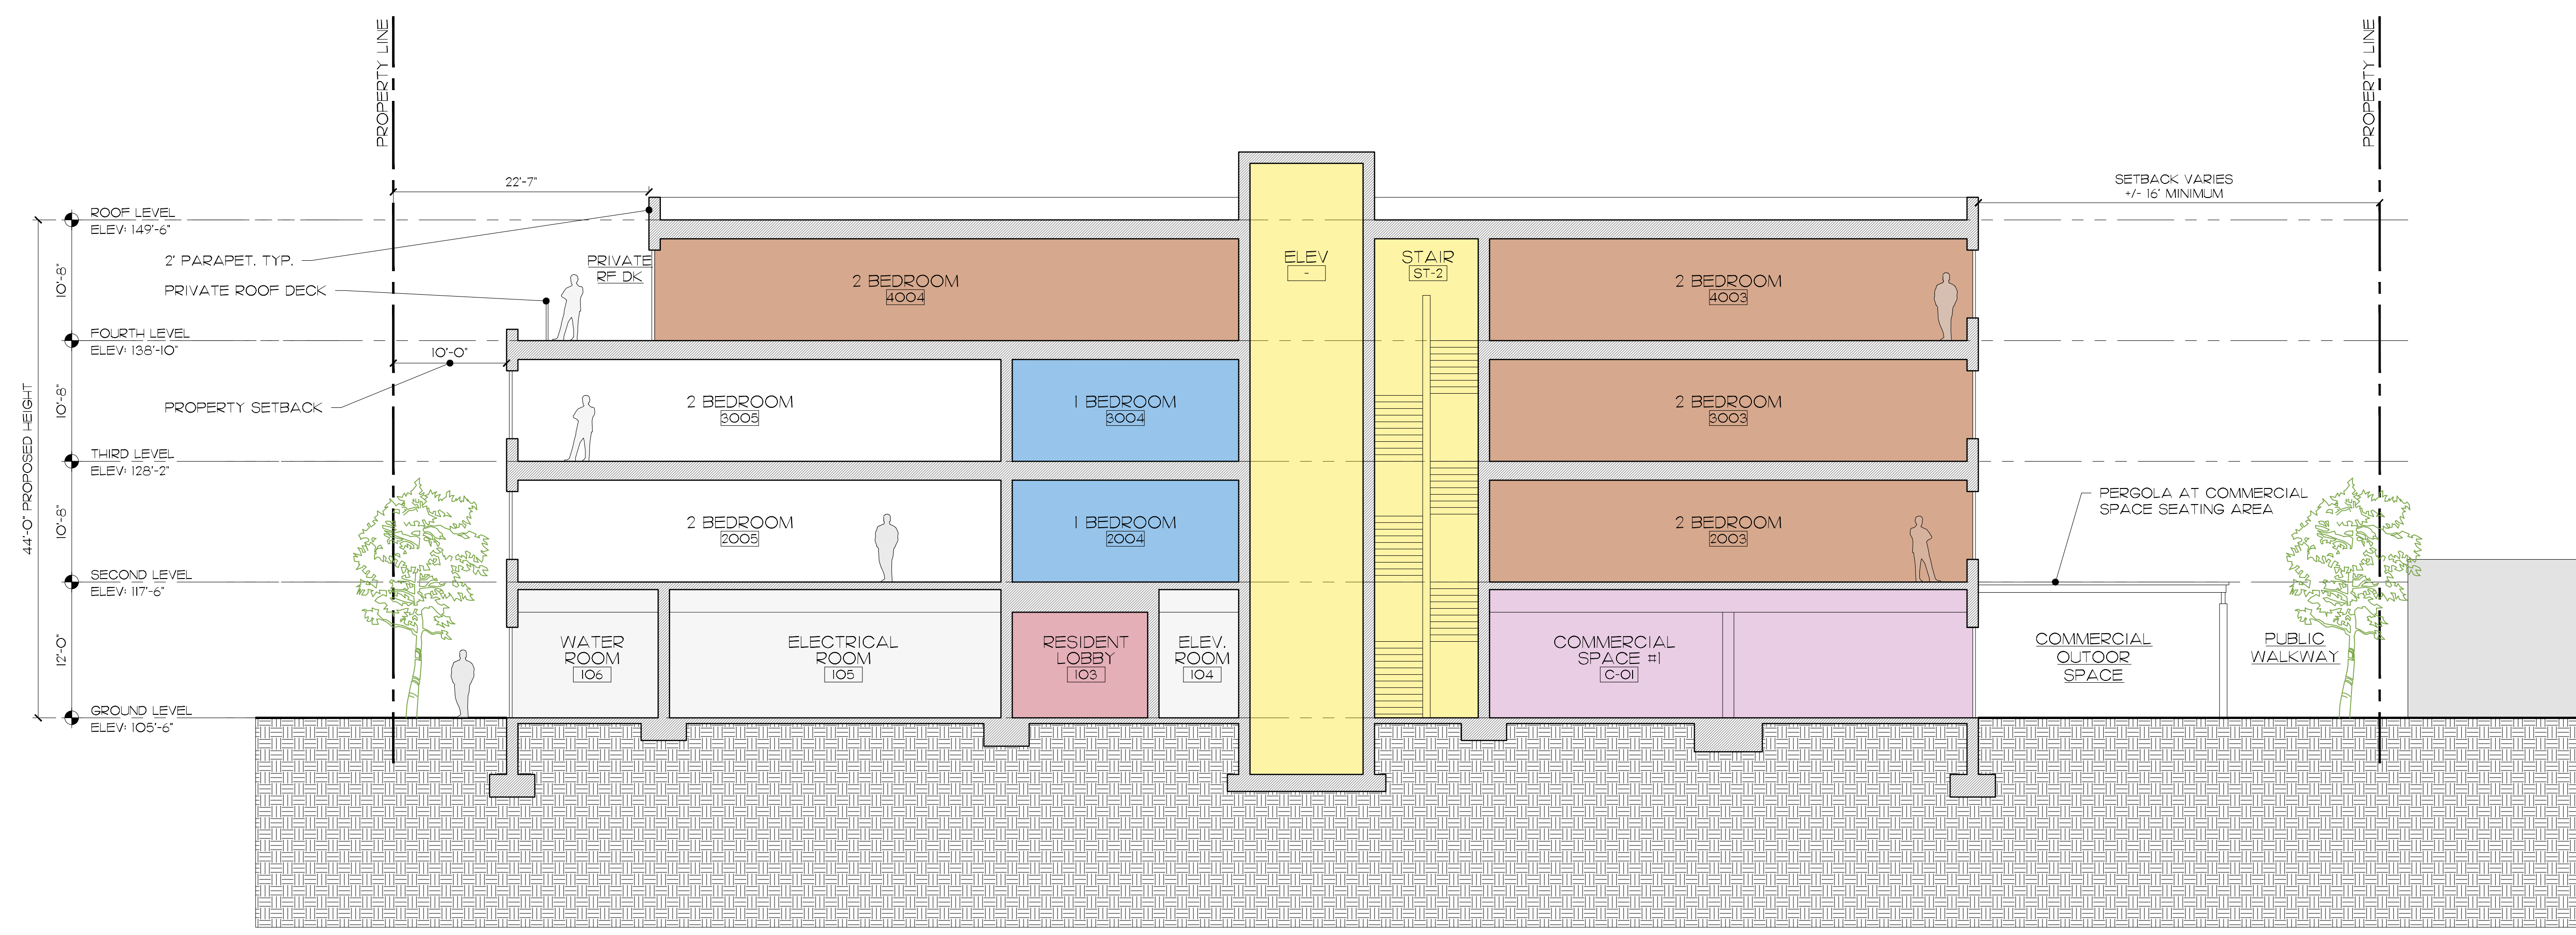 PROPERTY LINE
PROPERTY LINE
22'-7"
SETBACK VARIES
+/- 16' MINIMUM
ROOF LEVEL
ELEV: 149'-6"
2' PARAPET, TYP.
PRIVATE ROOF DECK
PRIVATE
RF DK
2 BEDROOM
4004
ELEV
-
STAIR
ST-2
2 BEDROOM
4003
10'-8"
FOURTH LEVEL
ELEV: 138'-10"
10'-0"
PROPERTY SETBACK
44'-0" PROPOSED HEIGHT
10'-8"
2 BEDROOM
3005
1 BEDROOM
3004
2 BEDROOM
3003
THIRD LEVEL
ELEV: 128'-2"
10'-8"
2 BEDROOM
2005
1 BEDROOM
2004
2 BEDROOM
2003
PERGOLA AT COMMERCIAL
SPACE SEATING AREA
SECOND LEVEL
ELEV: 117'-6"
12'-0"
WATER
ROOM
106
ELECTRICAL
ROOM
105
RESIDENT
LOBBY
103
ELEV.
ROOM
104
COMMERCIAL
SPACE #1
C-01
COMMERCIAL
OUTOOR
SPACE
PUBLIC
WALKWAY
GROUND LEVEL
ELEV: 105'-6"